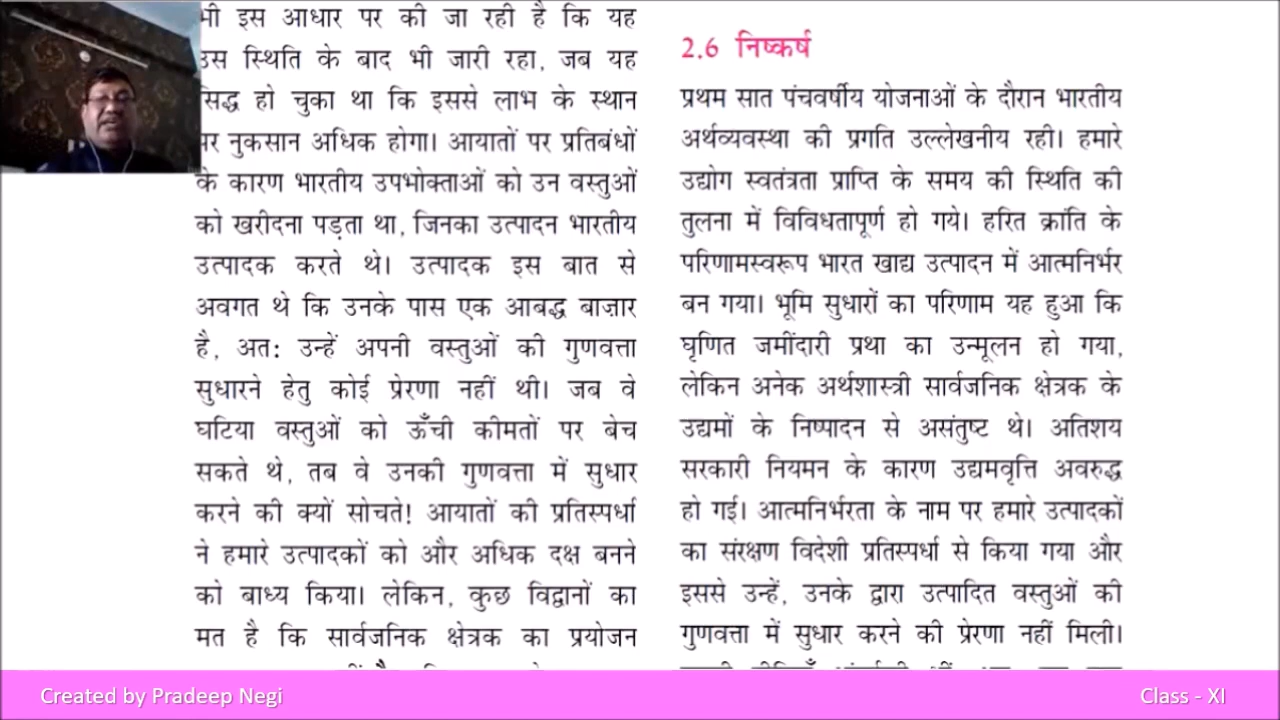 भी इस आधार पर की जा रही है कि यह
उस स्थिति के बाद भी जारी रहा, जब यह
सिद्ध हो चुका था कि इससे लाभ के स्थान
पर नुकसान अधिक होगा। आयातों पर प्रतिबंधों
के कारण भारतीय उपभोक्ताओं को उन वस्तुओं
को खरीदना पड़ता था, जिनका उत्पादन भारतीय
उत्पादक करते थे। उत्पादक इस बात से
अवगत थे कि उनके पास एक आबद्ध बाज़ार
है, अतः उन्हें अपनी वस्तुओं की गुणवत्ता
सुधारने हेतु कोई प्रेरणा नहीं थी। जब वे
घटिया वस्तुओं को ऊँची कीमतों पर बेच
सकते थे, तब वे उनकी गुणवत्ता में सुधार
करने की क्यों सोचते! आयातों की प्रतिस्पर्धा
ने हमारे उत्पादकों को और अधिक दक्ष बनने
को बाध्य किया। लेकिन, कुछ विद्वानों का
मत है कि सार्वजनिक क्षेत्रक का प्रयोजन
2.6 निष्कर्ष
प्रथम सात पंचवर्षीय योजनाओं के दौरान भारतीय
अर्थव्यवस्था की प्रगति उल्लेखनीय रही। हमारे
उद्योग स्वतंत्रता प्राप्ति के समय की स्थिति की
तुलना में विविधतापूर्ण हो गये। हरित क्रांति के
परिणामस्वरूप भारत खाद्य उत्पादन में आत्मनिर्भर
बन गया। भूमि सुधारों का परिणाम यह हुआ कि
घृणित जमींदारी प्रथा का उन्मूलन हो गया,
लेकिन अनेक अर्थशास्त्री सार्वजनिक क्षेत्रक के
उद्यमों के निष्पादन से असंतुष्ट थे। अतिशय
सरकारी नियमन के कारण उद्यमवृत्ति अवरुद्ध
हो गई। आत्मनिर्भरता के नाम पर हमारे उत्पादकों
का संरक्षण विदेशी प्रतिस्पर्धा से किया गया और
इससे उन्हें, उनके द्वारा उत्पादित वस्तुओं की
गुणवत्ता में सुधार करने की प्रेरणा नहीं मिली।
Created by Pradeep Negi
Class - XI